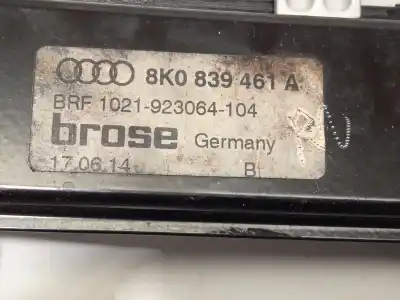 8K0 839 461 A
BRF 1021-923064-104
brose Germany
17.06.14 B